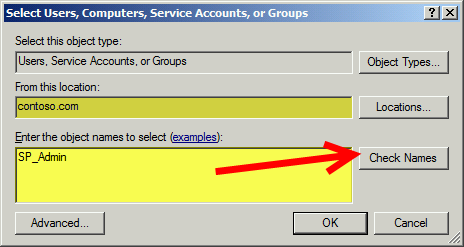 Select Users, Computers, Service Accounts, or Groups
Select this object type:
Users, Service Accounts, or Groups
Object Types...
From this location:
contoso.com
Locations...
Enter the object names to select (examples):
SP_Admin
Check Names
Advanced...
OK
Cancel